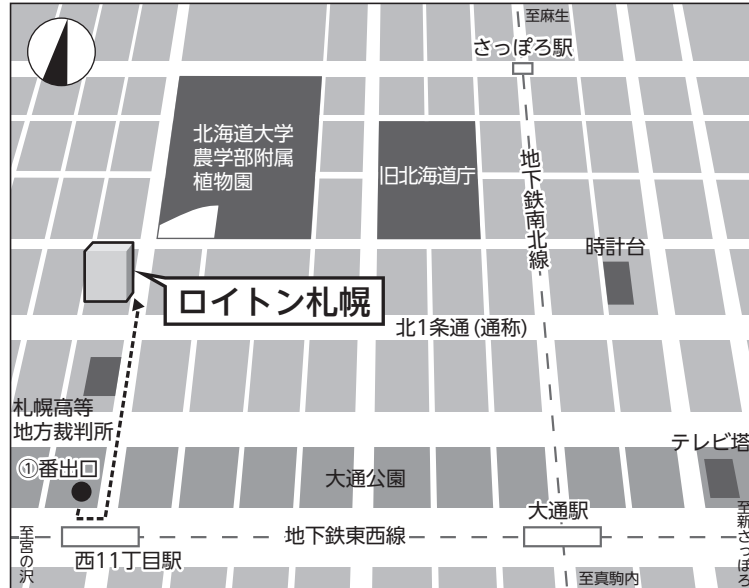 至麻生
さっぽろ駅
北海道大学
農学部附属
植物園
旧北海道庁
地下鉄南北線
時計台
ロイトン札幌
北1条通(通称)
札幌高等
地方裁判所
テレビ塔
①番出口
大通公園
大通駅
至宮の沢
地下鉄東西線
至新さっぽろ
西11丁目駅
至真駒内